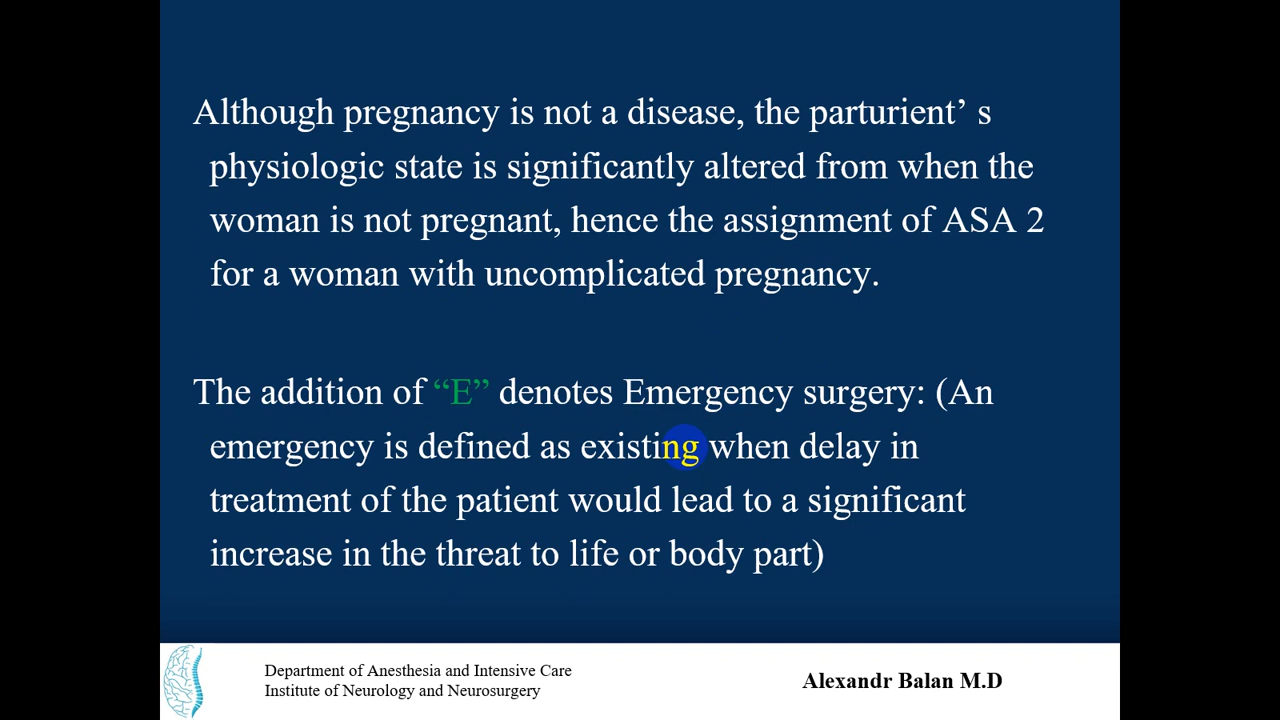 Although pregnancy is not a disease, the parturient’ s
physiologic state is significantly altered from when the
woman is not pregnant, hence the assignment of ASA 2
for a woman with uncomplicated pregnancy.
The addition of “E” denotes Emergency surgery: (An
emergency is defined as existing when delay in
treatment of the patient would lead to a significant
increase in the threat to life or body part)
Department of Anesthesia and Intensive Care
Institute of Neurology and Neurosurgery
Alexandr Balan M.D